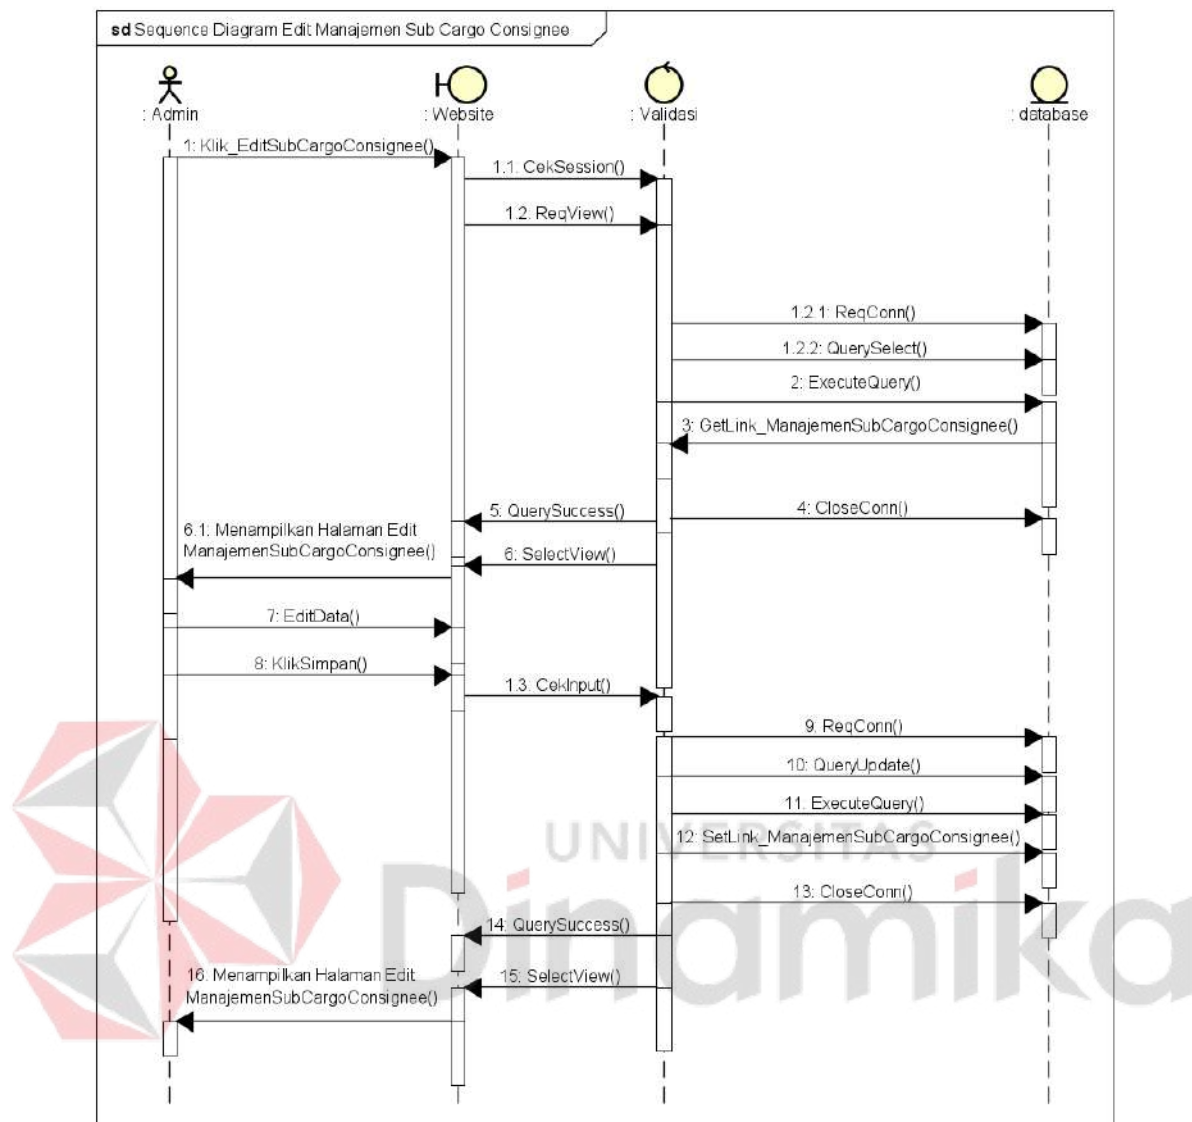 sd Sequence Diagram Edit Manajemen Sub Cargo Consignee
: Admin
: Website
: Validasi
: database
1: Klik_EditSubCargoConsignee()
1.1: CekSession()
1.2: ReqView()
1.2.1: ReqConn()
1.2.2: QuerySelect()
2: ExecuteQuery()
3: GetLink_ManajemenSubCargoConsignee()
4: CloseConn()
5: QuerySuccess()
6.1: Menampilkan Halaman Edit
ManajemenSubCargoConsignee()
6: SelectView()
7: EditData()
8: KlikSimpan()
1.3: CekInput()
9: ReqConn()
10: QueryUpdate()
11: ExecuteQuery()
UNIVERSITAS
12: SetLink_ManajemenSubCargoConsignee()
Dinamika
13: CloseConn()
14: QuerySuccess()
15: SelectView()
16: Menampilkan Halaman Edit
ManajemenSubCargoConsignee()